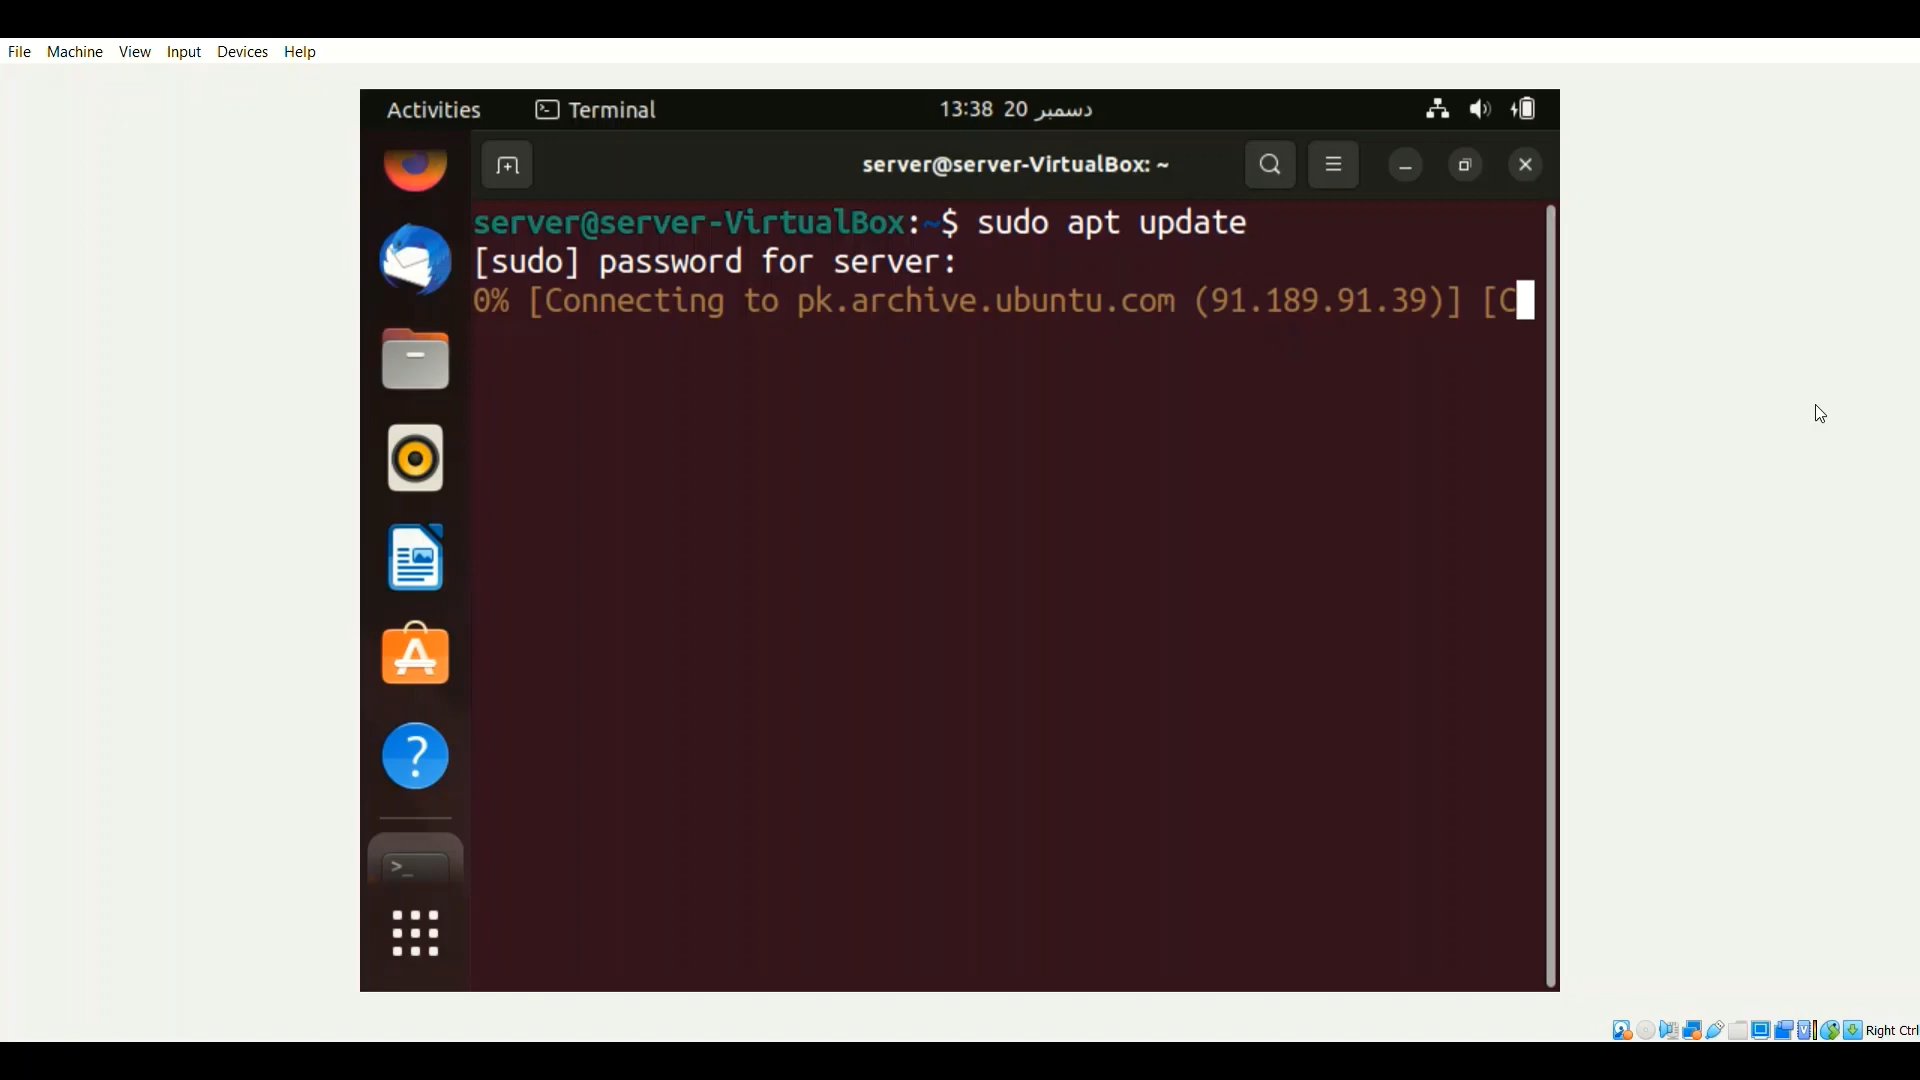 File Machine View Input Devices Help
Activities Terminal 13:38 20 دسمبر
server@server-VirtualBox: ~
server@server-VirtualBox:~$ sudo apt update
[sudo] password for server:
0% [Connecting to pk.archive.ubuntu.com (91.189.91.39)] [C
Right Ctrl